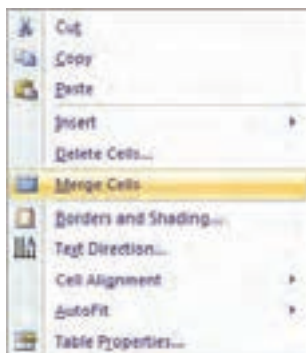 Cut
Copy
Paste
Insert
Delete Cells...
Merge Cells
Borders and Shading...
Text Direction...
Cell Alignment
AutoFit
Table Properties...